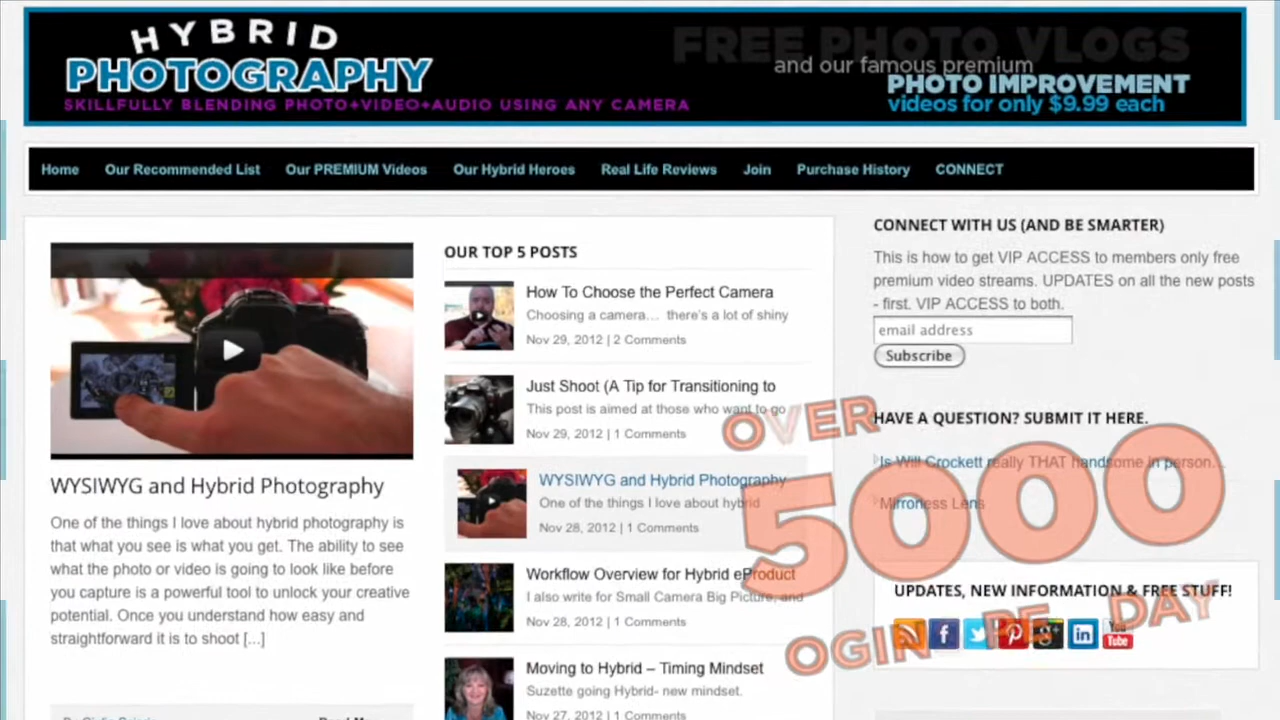 HYBRID
PHOTOGRAPHY
SKILLFULLY BLENDING PHOTO+VIDEO+AUDIO USING ANY CAMERA
FREE PHOTO VLOGS
and our famous premium
PHOTO IMPROVEMENT
videos for only $9.99 each
Home Our Recommended List Our PREMIUM Videos Our Hybrid Heroes Real Life Reviews Join Purchase History CONNECT
WYSIWYG and Hybrid Photography
One of the things I love about hybrid photography is
that what you see is what you get. The ability to see
what the photo or video is going to look like before
you capture is a powerful tool to unlock your creative
potential. Once you understand how easy and
straightforward it is to shoot [...]
OUR TOP 5 POSTS
How To Choose the Perfect Camera
Choosing a camera… there's a lot of shiny
Nov 29, 2012 | 2 Comments
Just Shoot (A Tip for Transitioning to
This post is aimed at those who want to go
Nov 29, 2012 | 1 Comments
WYSIWYG and Hybrid Photography
One of the things I love about hybrid
Nov 28, 2012 | 1 Comments
Workflow Overview for Hybrid eProduct
I also write for Small Camera Big Picture, and
Nov 28, 2012 | 1 Comments
Moving to Hybrid – Timing Mindset
Suzette going Hybrid- new mindset.
Nov 27, 2012 | 1 Comments
CONNECT WITH US (AND BE SMARTER)
This is how to get VIP ACCESS to members only free
premium video streams. UPDATES on all the new posts
- first. VIP ACCESS to both.
email address
Subscribe
HAVE A QUESTION? SUBMIT IT HERE.
Is Will Crockett really THAT handsome in person...
Mirrorless Lens
OVER
5000
OGIN PE DAY
UPDATES, NEW INFORMATION & FREE STUFF!
You Tube